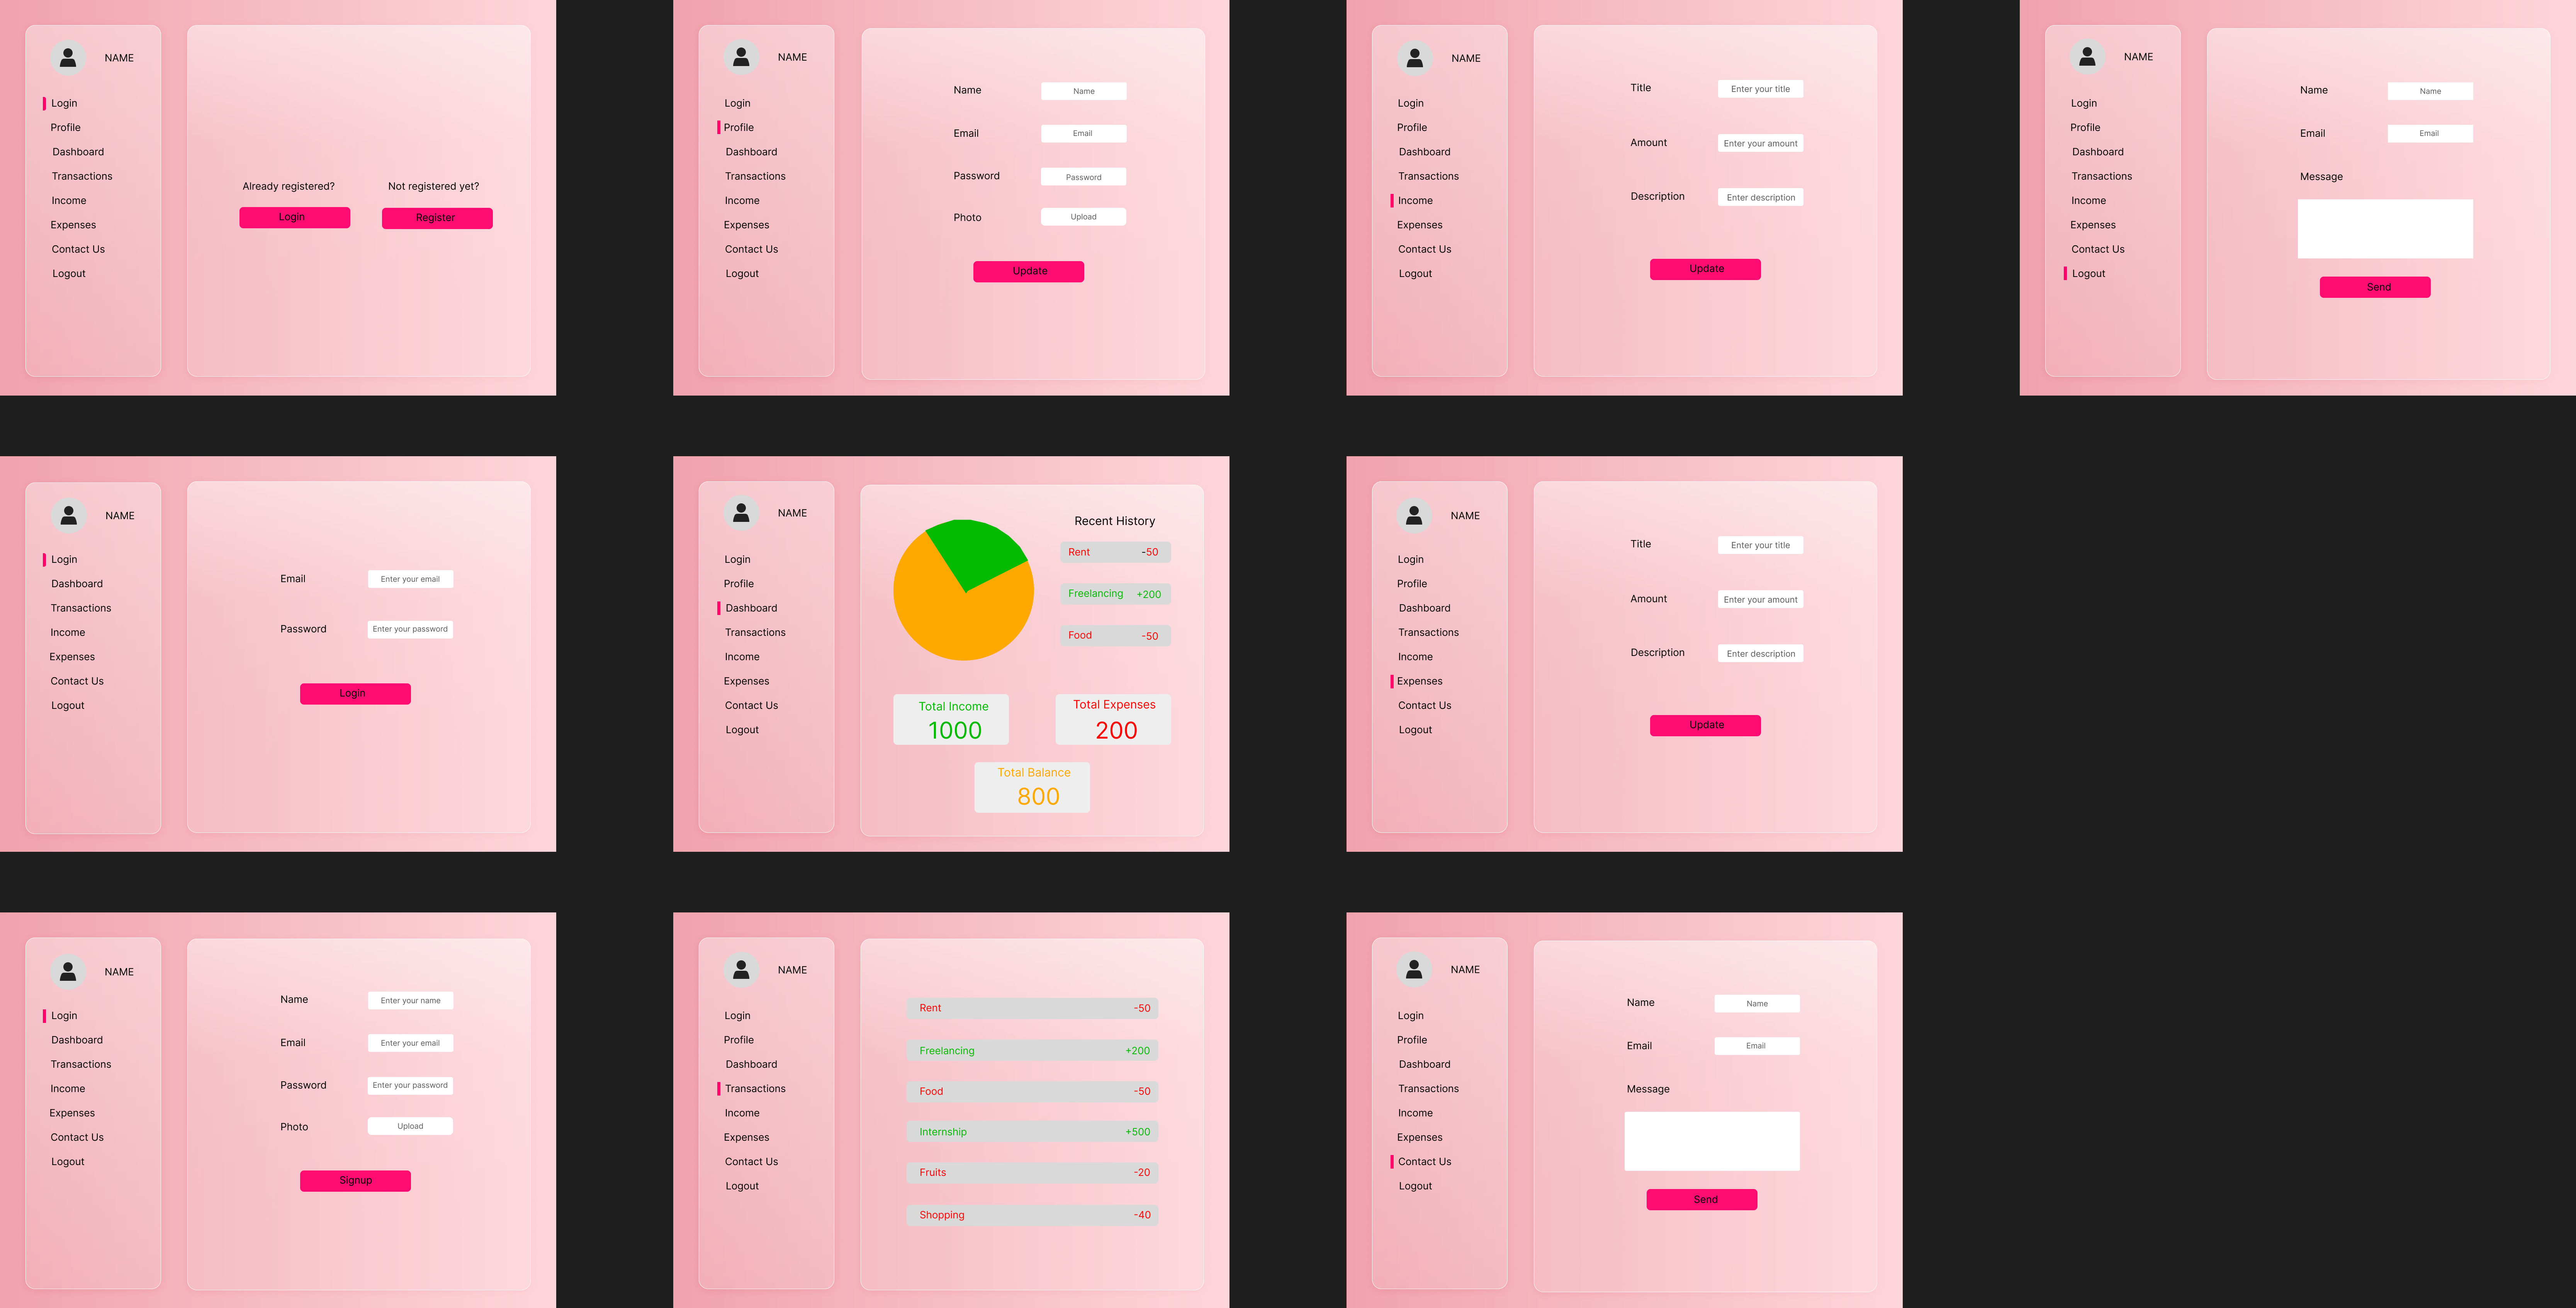 NAME
Login
Profile
Dashboard
Transactions
Income
Expenses
Contact Us
Logout
Already registered?
Login
Not registered yet?
Register
NAME
Login
Profile
Dashboard
Transactions
Income
Expenses
Contact Us
Logout
Name
Name
Email
Email
Password
Password
Photo
Upload
Update
NAME
Login
Profile
Dashboard
Transactions
Income
Expenses
Contact Us
Logout
Title
Enter your title
Amount
Enter your amount
Description
Enter description
Update
NAME
Login
Profile
Dashboard
Transactions
Income
Expenses
Contact Us
Logout
Name
Name
Email
Email
Message
Send
NAME
Login
Dashboard
Transactions
Income
Expenses
Contact Us
Logout
Email
Enter your email
Password
Enter your password
Login
NAME
Login
Profile
Dashboard
Transactions
Income
Expenses
Contact Us
Logout
Recent History
Rent -50
Freelancing +200
Food -50
Total Income
1000
Total Expenses
200
Total Balance
800
NAME
Login
Profile
Dashboard
Transactions
Income
Expenses
Contact Us
Logout
Title
Enter your title
Amount
Enter your amount
Description
Enter description
Update
NAME
Login
Dashboard
Transactions
Income
Expenses
Contact Us
Logout
Name
Enter your name
Email
Enter your email
Password
Enter your password
Photo
Upload
Signup
NAME
Login
Profile
Dashboard
Transactions
Income
Expenses
Contact Us
Logout
Rent -50
Freelancing +200
Food -50
Internship +500
Fruits -20
Shopping -40
NAME
Login
Profile
Dashboard
Transactions
Income
Expenses
Contact Us
Logout
Name
Name
Email
Email
Message
Send